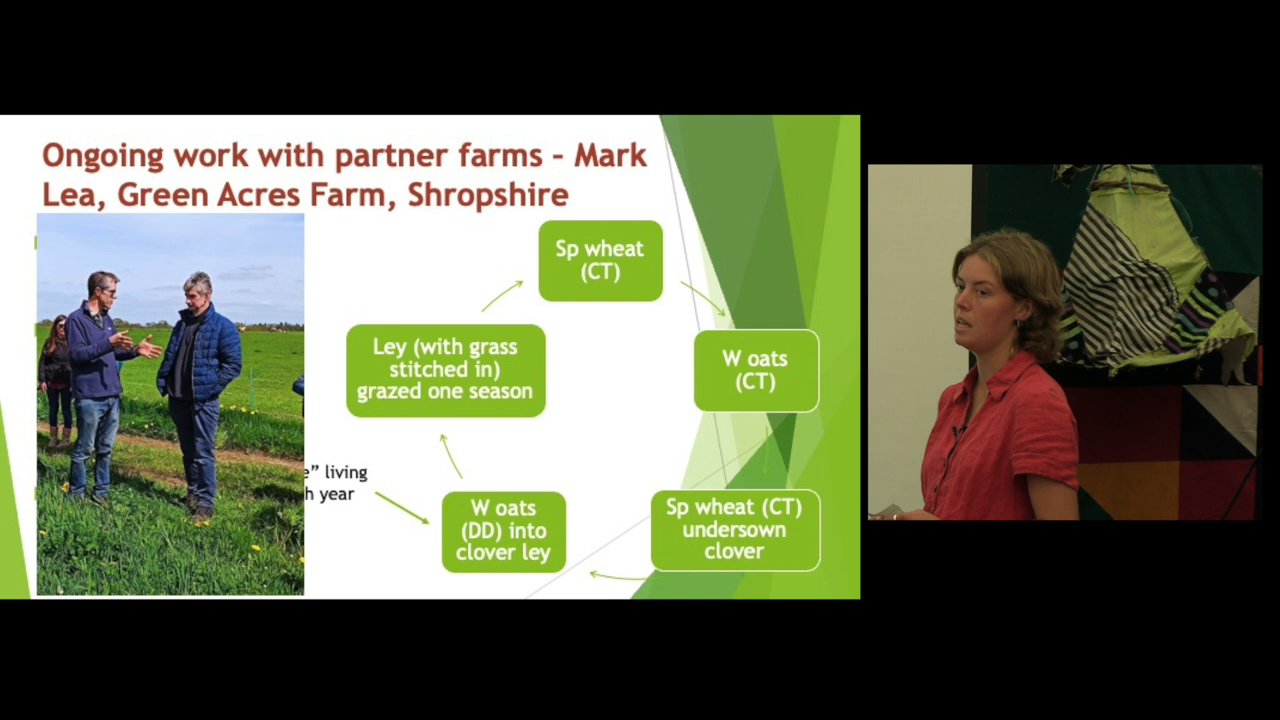 Ongoing work with partner farms – Mark
Lea, Green Acres Farm, Shropshire
Sp wheat
(CT)
W oats
(CT)
Sp wheat (CT)
undersown
clover
W oats
(DD) into
clover ley
Ley (with grass
stitched in)
grazed one season
living
year